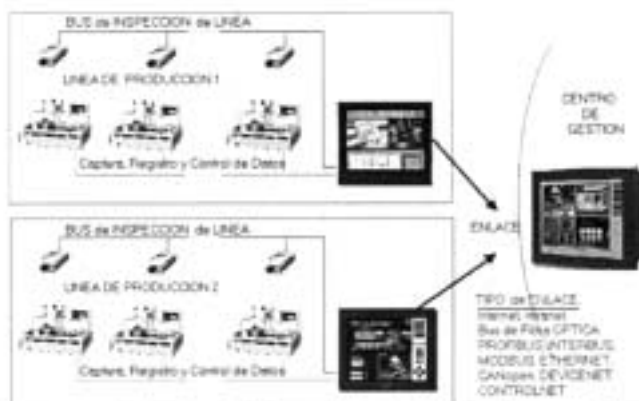 BUS de INSPECCION de LINEA
LINEA DE PRODUCCION 1
Captura, Registro y Control de Datos
BUS de INSPECCION de LINEA
LINEA DE PRODUCCION 2
Captura, Registro y Control de Datos
CENTRO
DE
GESTION
ENLACE
TIPO de ENLACE
Internet, Intranet
Bus de Fibra OPTICA
PROFIBUS, INTERBUS,
MODBUS, ETHERNET,
CANopen, DEVICENET
CONTROLNET